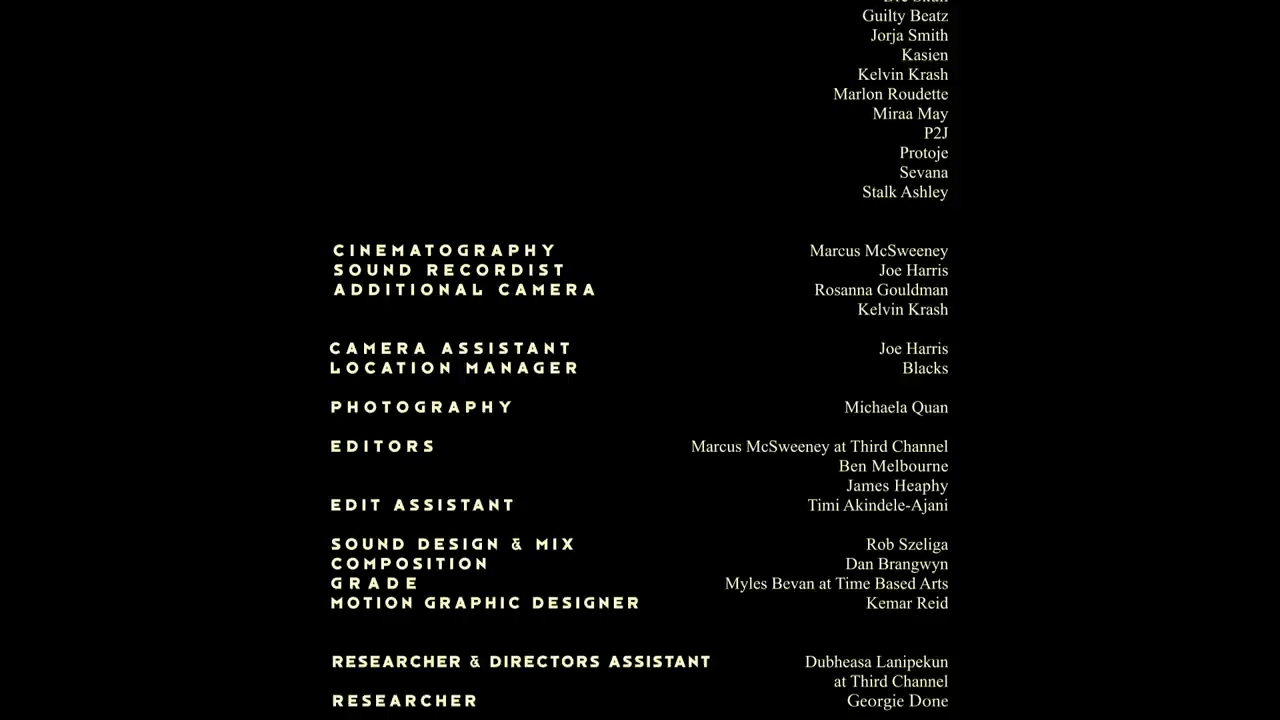 Guilty Beatz
Jorja Smith
Kasien
Kelvin Krash
Marlon Roudette
Miraa May
P2J
Protoje
Sevana
Stalk Ashley
CINEMATOGRAPHY Marcus McSweeney
SOUND RECORDIST Joe Harris
ADDITIONAL CAMERA Rosanna Gouldman
Kelvin Krash
CAMERA ASSISTANT Joe Harris
LOCATION MANAGER Blacks
PHOTOGRAPHY Michaela Quan
EDITORS Marcus McSweeney at Third Channel
Ben Melbourne
James Heaphy
EDIT ASSISTANT Timi Akindele-Ajani
SOUND DESIGN & MIX Rob Szeliga
COMPOSITION Dan Brangwyn
GRADE Myles Bevan at Time Based Arts
MOTION GRAPHIC DESIGNER Kemar Reid
RESEARCHER & DIRECTORS ASSISTANT Dubheasa Lanipekun
at Third Channel
RESEARCHER Georgie Done